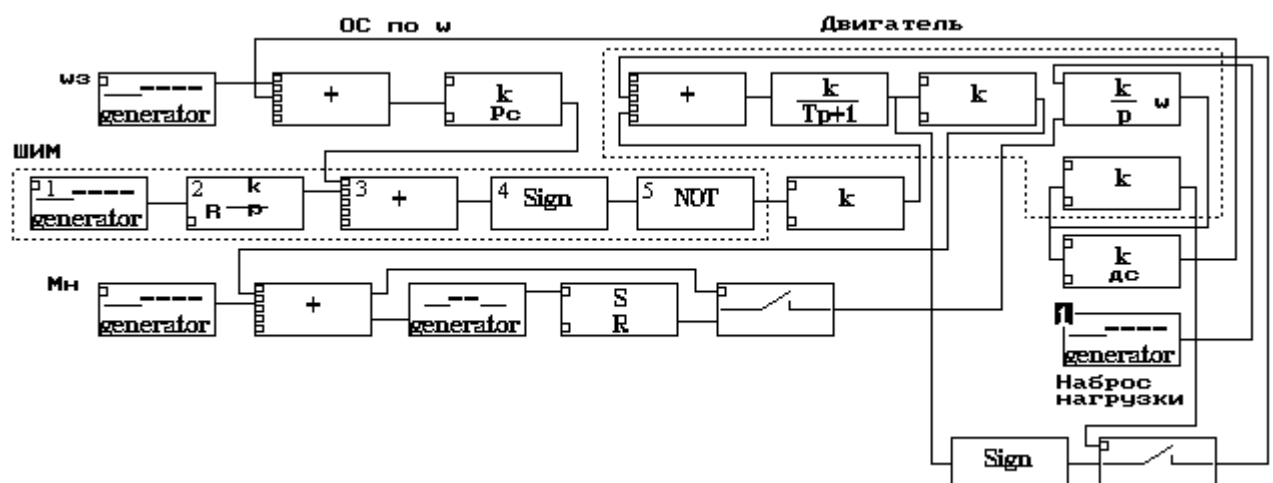 ОС по w
Двигатель
wз
generator
+
k
Pc
+
k
Tp+1
k
k
p
w
ШИМ
1
generator
2
R
k
p
3
+
4
Sign
5
NOT
k
k
k
дс
Мн
generator
+
generator
S
R
1
generator
Наброс
нагрузки
Sign